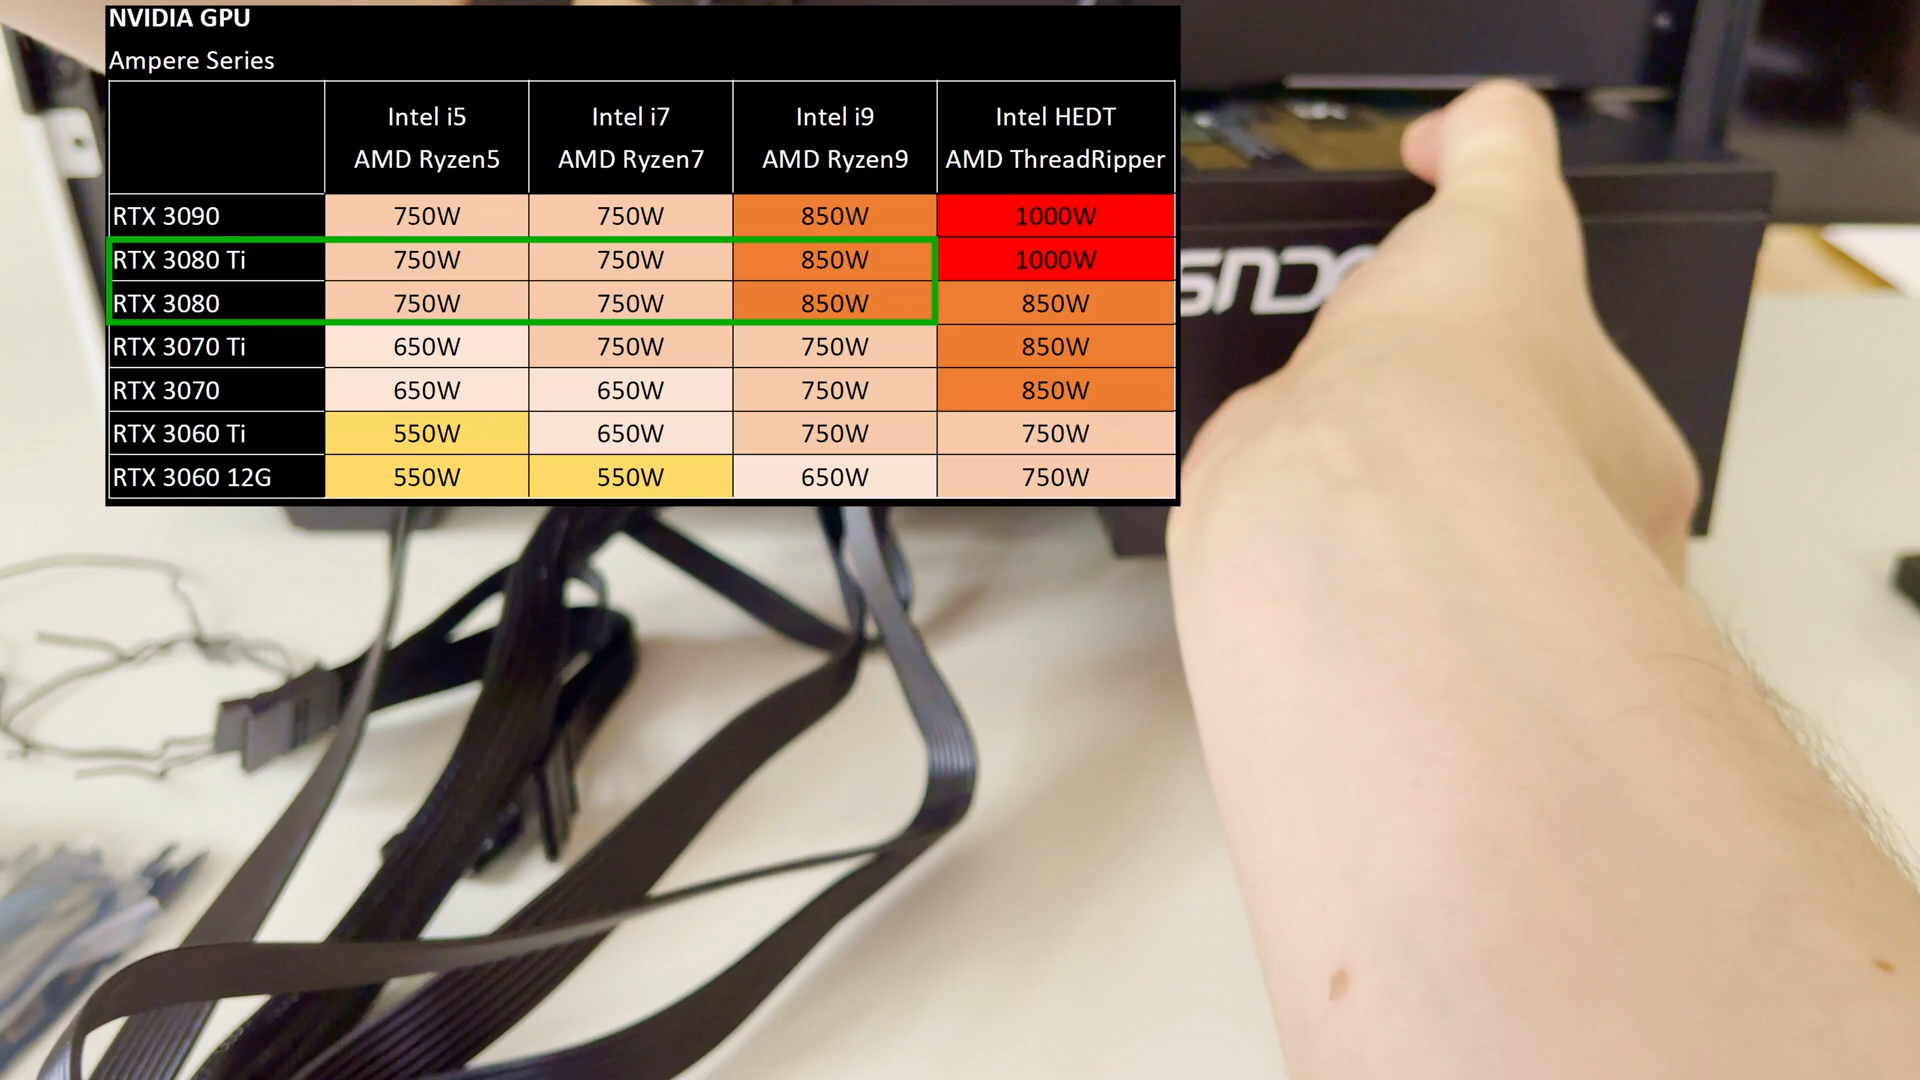 NVIDIA GPU
Ampere Series
Intel i5 Intel i7 Intel i9 Intel HEDT
AMD Ryzen5 AMD Ryzen7 AMD Ryzen9 AMD ThreadRipper
RTX 3090 750W 750W 850W 1000W
RTX 3080 Ti 750W 750W 850W 1000W
RTX 3080 750W 750W 850W 850W
RTX 3070 Ti 650W 750W 750W 850W
RTX 3070 650W 650W 750W 850W
RTX 3060 Ti 550W 650W 750W 750W
RTX 3060 12G 550W 550W 650W 750W